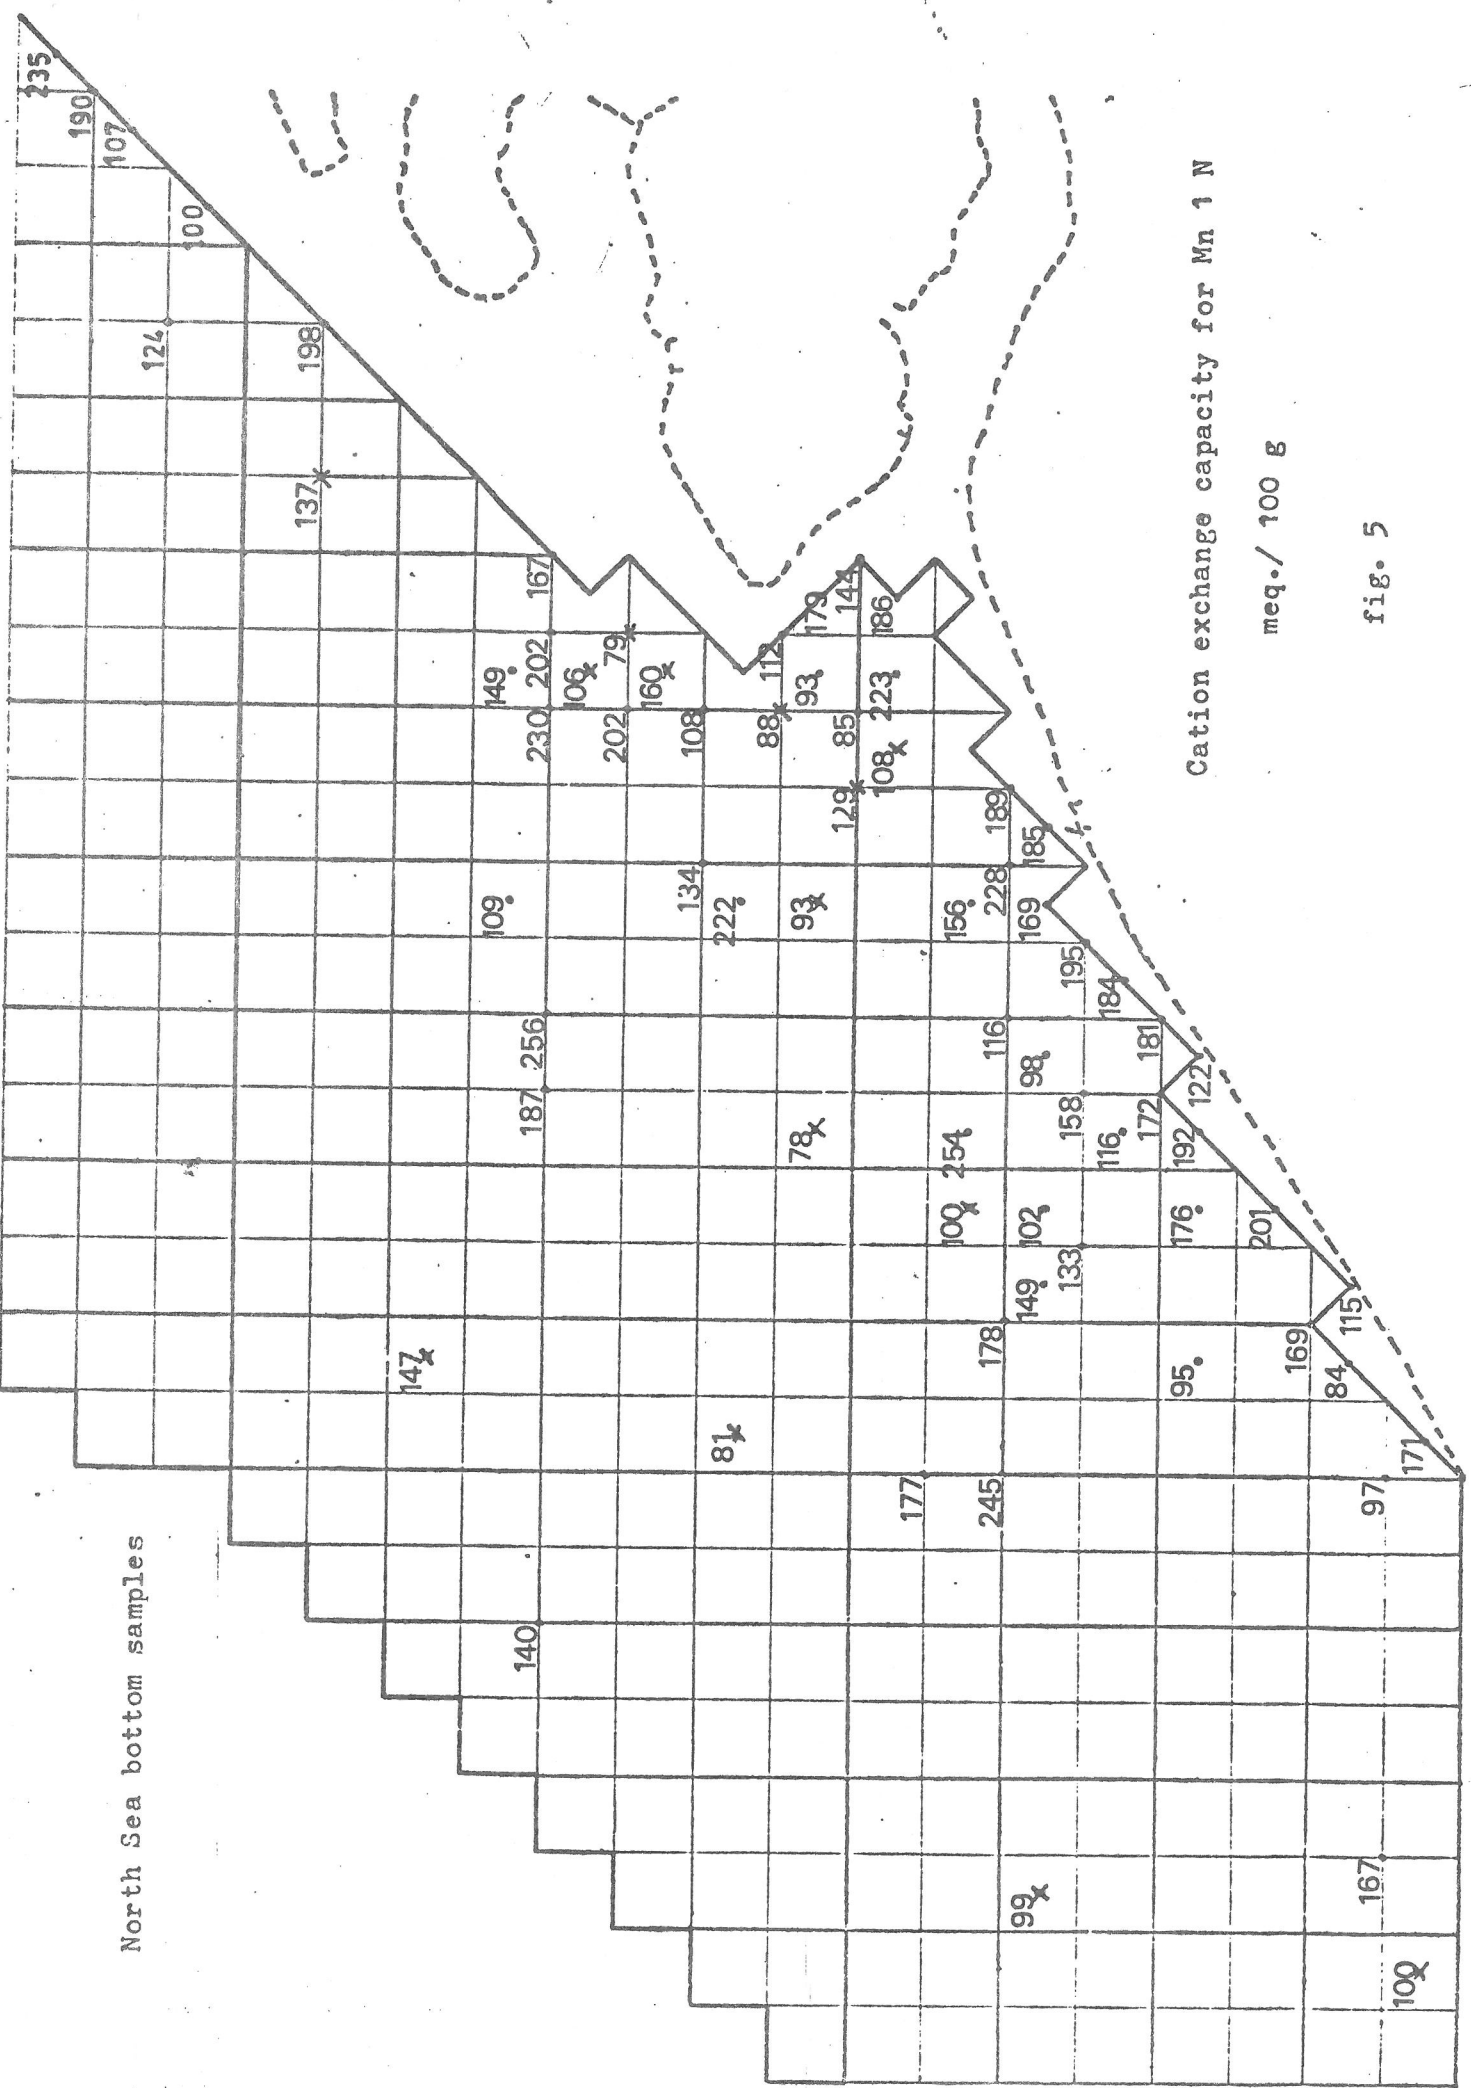 235
190
107
North Sea bottom samples
124
100
137 198
147
109 149
140 187 256 230 202 167
106
202 79
160
134 108
81 222
88 112
78 93 93 179
129 85 144
108 223 186
177
100 254 156
245 178 116 228 189
99 149 102 98 169 185
133 158 195
116 184
172 181
95 176 192 122
Cation exchange capacity for Mn 1 N
201
meq./ 100 g
169
84 115
167 97
fig. 5
100 171